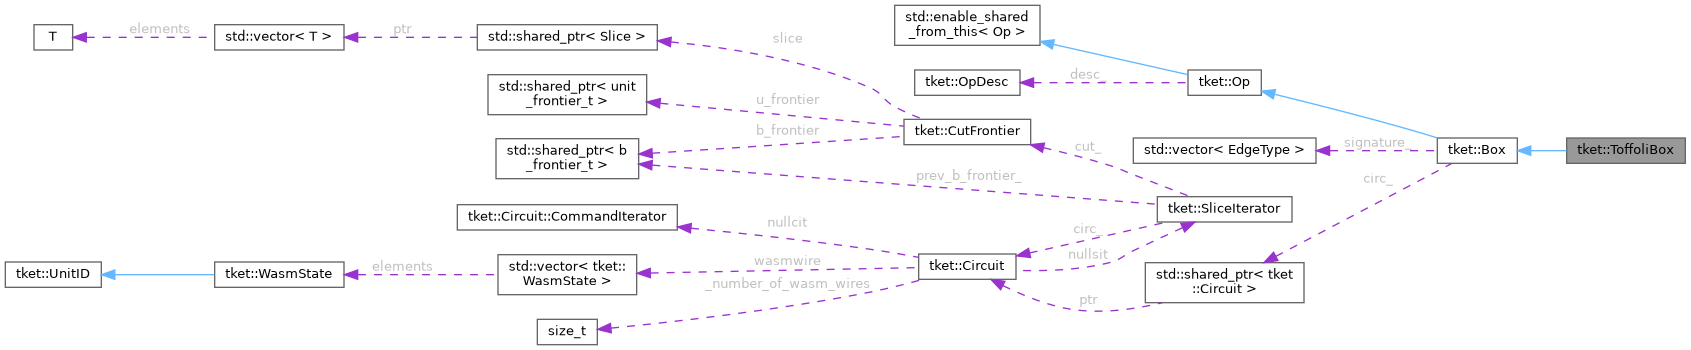 std::enable_shared
_from_this< Op >
T
elements
std::vector< T >
ptr
std::shared_ptr< Slice >
slice
tket::OpDesc
desc_
tket::Op
std::shared_ptr< unit
_frontier_t >
u_frontier
b_frontier
tket::CutFrontier
std::shared_ptr< b
_frontier_t >
cut_
std::vector< EdgeType >
signature_
tket::Box
tket::ToffoliBox
prev_b_frontier_
circ_
tket::SliceIterator
tket::Circuit::CommandIterator
nullcit
circ_
nullsit
tket::UnitID
tket::WasmState
elements
std::vector< tket::
WasmState >
wasmwire
_number_of_wasm_wires
tket::Circuit
std::shared_ptr< tket
::Circuit >
ptr
size_t